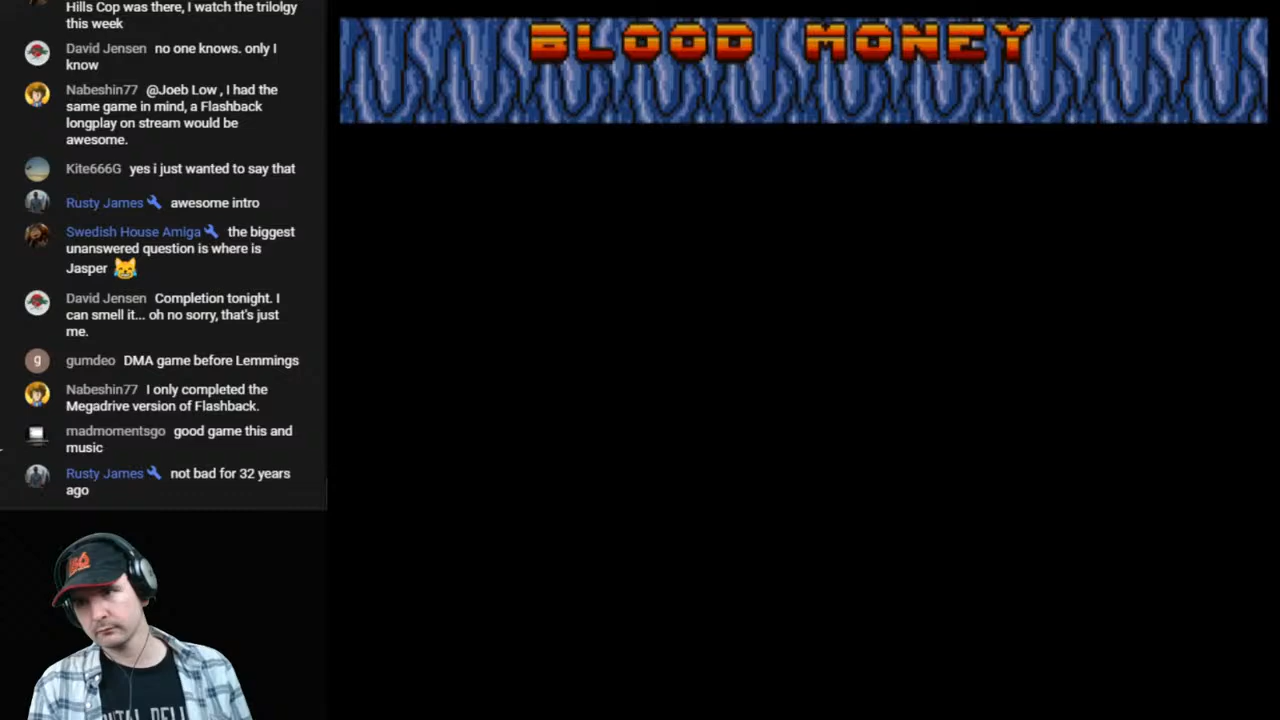 Hills Cop was there, I watch the trilolgy
this week
David Jensen no one knows. only I
know
Nabeshin77 @Joeb Low , I had the
same game in mind, a Flashback
longplay on stream would be
awesome.
Kite666G yes i just wanted to say that
Rusty James awesome intro
Swedish House Amiga the biggest
unanswered question is where is
Jasper
David Jensen Completion tonight. I
can smell it... oh no sorry, that's just
me.
g gumdeo DMA game before Lemmings
Nabeshin77 I only completed the
Megadrive version of Flashback.
madmomentsgo good game this and
music
Rusty James not bad for 32 years
ago
BLOOD MONEY